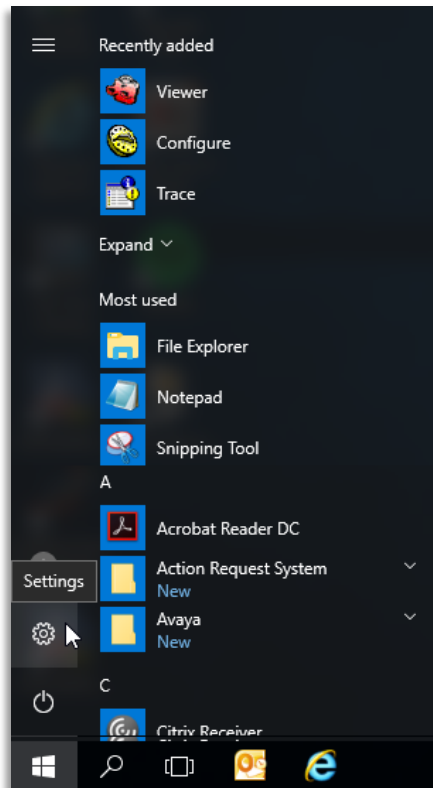 Recently added
Viewer
Configure
Trace
Expand
Most used
File Explorer
Notepad
Snipping Tool
A
Acrobat Reader DC
Action Request System
New
Settings
Avaya
New
C
Citrix Receiver